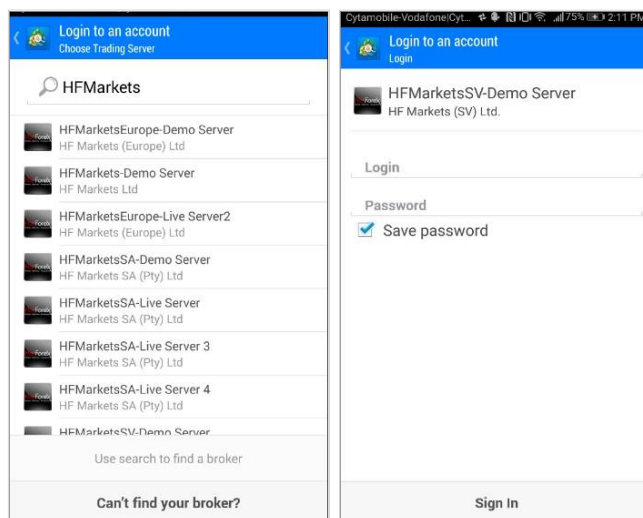 Login to an account
Choose Trading Server
HFMarkets
HFMarketsEurope-Demo Server
HF Markets (Europe) Ltd
HFMarkets-Demo Server
HF Markets Ltd
HFMarketsEurope-Live Server2
HF Markets (Europe) Ltd
HFMarketsSA-Demo Server
HF Markets SA (Pty) Ltd
HFMarketsSA-Live Server
HF Markets SA (Pty) Ltd
HFMarketsSA-Live Server 3
HF Markets SA (Pty) Ltd
HFMarketsSA-Live Server 4
HF Markets SA (Pty) Ltd
HFMarketsSV-Demo Server
Use search to find a broker
Can't find your broker?
Cytamobile-Vodafone|Cyt... 75% 2:11 PM
Login to an account
Login
HFMarketsSV-Demo Server
HF Markets (SV) Ltd.
Login
Password
Save password
Sign In